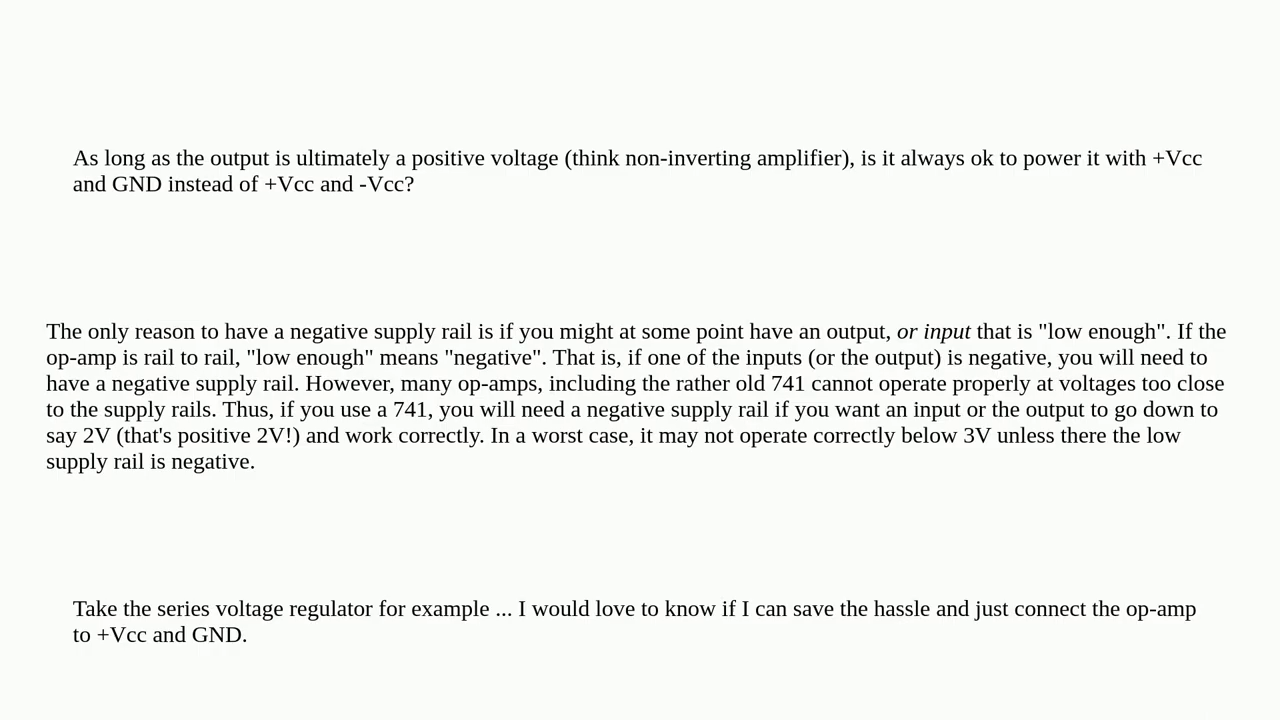 As long as the output is ultimately a positive voltage (think non-inverting amplifier), is it always ok to power it with +Vcc
and GND instead of +Vcc and -Vcc?
The only reason to have a negative supply rail is if you might at some point have an output, or input that is "low enough". If the
op-amp is rail to rail, "low enough" means "negative". That is, if one of the inputs (or the output) is negative, you will need to
have a negative supply rail. However, many op-amps, including the rather old 741 cannot operate properly at voltages too close
to the supply rails. Thus, if you use a 741, you will need a negative supply rail if you want an input or the output to go down to
say 2V (that's positive 2V!) and work correctly. In a worst case, it may not operate correctly below 3V unless there the low
supply rail is negative.
Take the series voltage regulator for example ... I would love to know if I can save the hassle and just connect the op-amp
to +Vcc and GND.